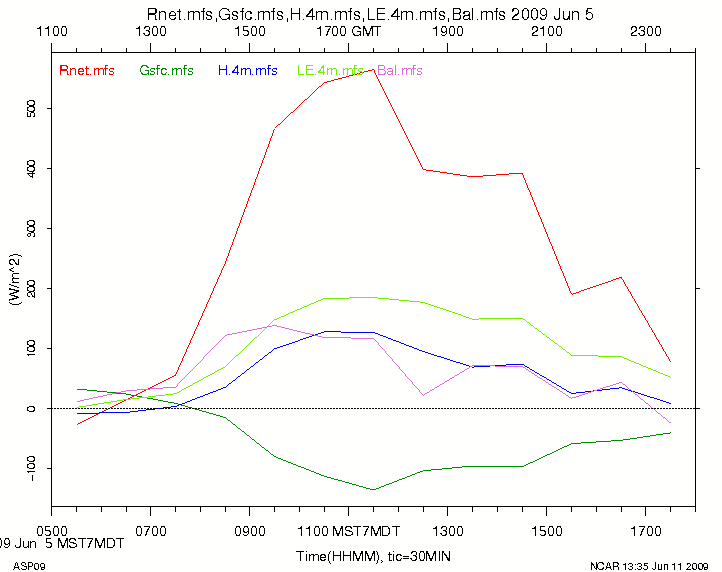 Rnet.mfs,Gsfc.mfs,H.4m.mfs,LE.4m.mfs,Bal.mfs 2009 Jun 5
1100 1300 1500 1700 GMT 1900 2100 2300
Rnet.mfs Gsfc.mfs H.4m.mfs LE.4m.mfs Bal.mfs
500
400
300
200
100
0
-100
(W/m^2)
0500 0700 0900 1100 MST7MDT 1300 1500 1700
09 Jun 5 MST7MDT
Time(HHMM), tic=30MIN
ASP09
NCAR 13:35 Jun 11 2009